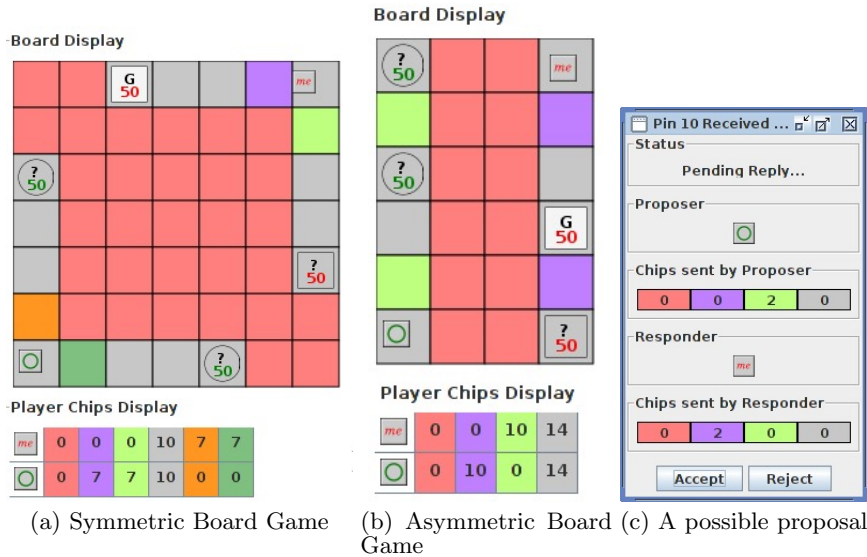 Board Display
G
50
me
?
50
?
50
?
50
Player Chips Display
me 0 0 0 10 7 7
0 7 7 10 0 0
(a) Symmetric Board Game
Board Display
?
50
me
?
50
G
50
?
50
Player Chips Display
me 0 0 10 14
0 10 0 14
(b) Asymmetric Board
Game
Pin 10 Received ...
Status
Pending Reply...
Proposer
Chips sent by Proposer
0 0 2 0
Responder
me
Chips sent by Responder
0 2 0 0
Accept Reject
(c) A possible proposal